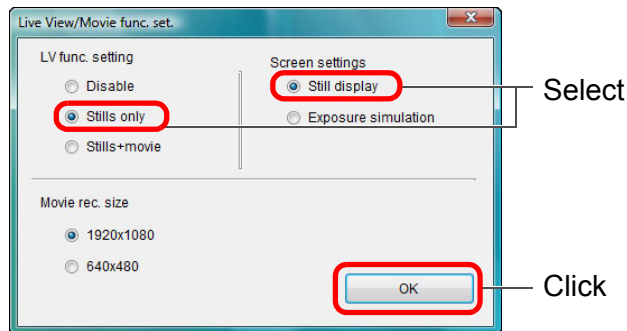 Live View/Movie func. set.
LV func. setting
Disable
Stills only
Stills+movie
Screen settings
Still display
Exposure simulation
Select
Movie rec. size
1920x1080
640x480
OK
Click